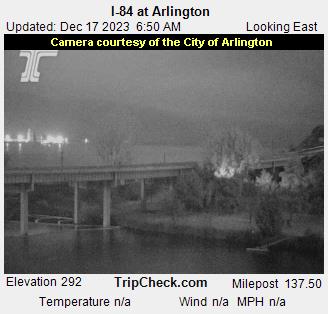 I-84 at Arlington
Updated: Dec 17 2023 6:50 AM Looking East
Camera courtesy of the City of Arlington
Elevation 292 TripCheck.com Milepost 137.50
Temperature n/a Wind n/a MPH n/a